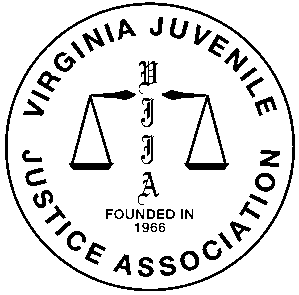 VIRGINIA JUVENILE
V
J
J
A
FOUNDED IN
1966
JUSTICE ASSOCIATION